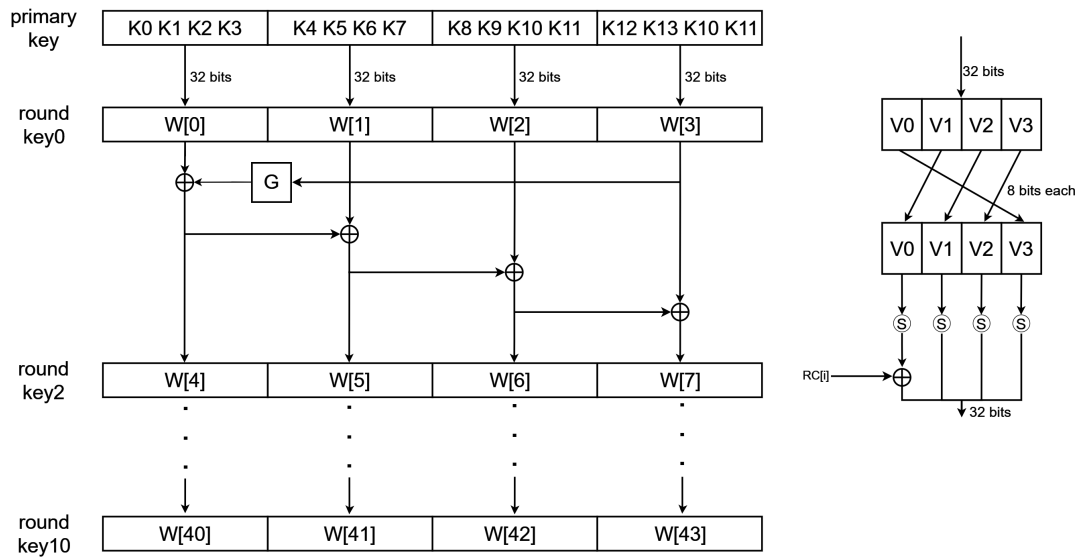 primary
key
K0 K1 K2 K3
K4 K5 K6 K7
K8 K9 K10 K11
K12 K13 K10 K11
32 bits
32 bits
32 bits
32 bits
round
key0
W[0]
W[1]
W[2]
W[3]
G
round
key2
W[4]
W[5]
W[6]
W[7]
round
key10
W[40]
W[41]
W[42]
W[43]
32 bits
V0
V1
V2
V3
8 bits each
V0
V1
V2
V3
S
S
S
S
RC[i]
32 bits